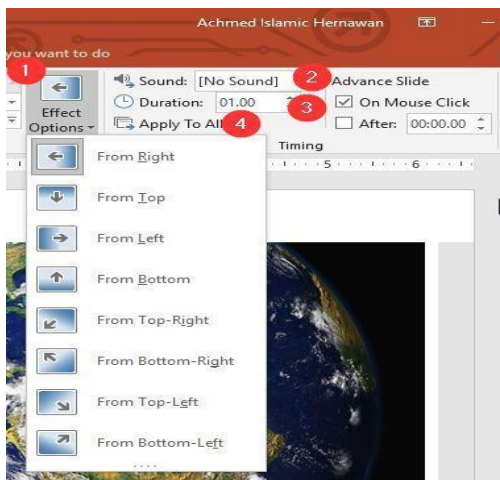 Achmed Islamic Hernawan
you want to do
1
Effect Options
Sound: [No Sound] 2
Duration: 01.00 3
Apply To All 4
Advance Slide
On Mouse Click
After: 00:00.00
Timing
5 6
From Right
From Top
From Left
From Bottom
From Top-Right
From Bottom-Right
From Top-Left
From Bottom-Left